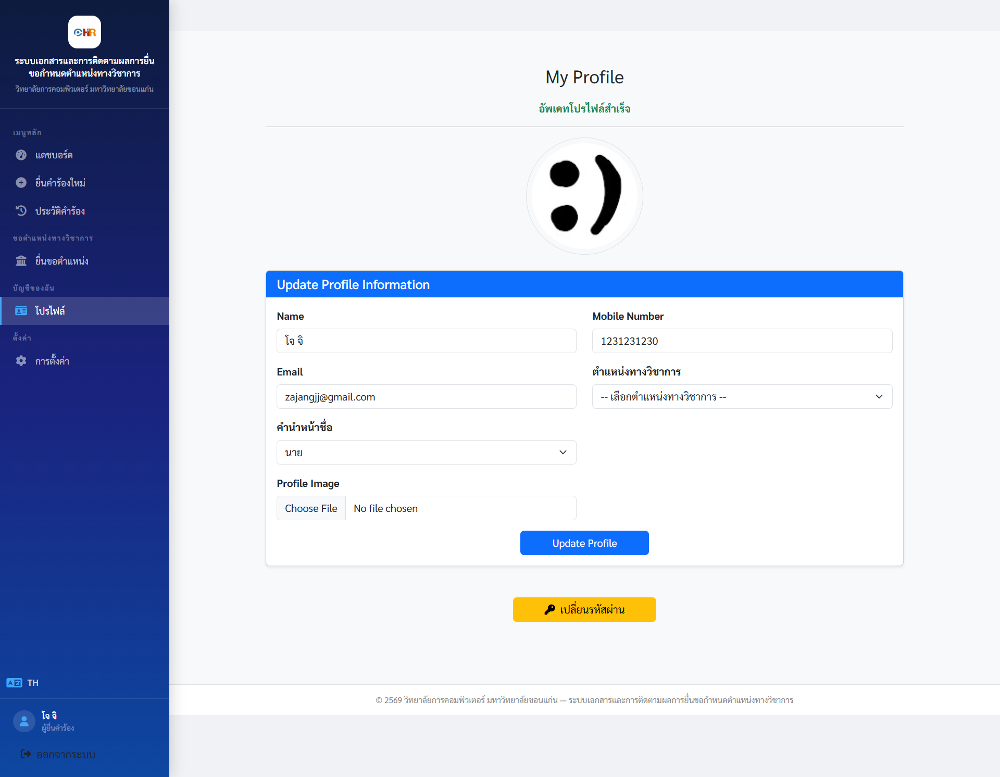 CHR
ระบบเอกสารและการติดตามผลการยื่น
ขอกำหนดตำแหน่งทางวิชาการ
วิทยาลัยการคอมพิวเตอร์ มหาวิทยาลัยขอนแก่น
เมนูหลัก
แดชบอร์ด
ยื่นคำร้องใหม่
ประวัติคำร้อง
ขอตำแหน่งทางวิชาการ
ยื่นขอตำแหน่ง
บัญชีของฉัน
โปรไฟล์
ตั้งค่า
การตั้งค่า
TH
โจ จิ
ผู้ยื่นคำร้อง
ออกจากระบบ
My Profile
อัพเดทโปรไฟล์สำเร็จ
:)
Update Profile Information
Name
โจ จิ
Mobile Number
1231231230
Email
zajangjj@gmail.com
ตำแหน่งทางวิชาการ
-- เลือกตำแหน่งทางวิชาการ --
คำนำหน้าชื่อ
นาย
Profile Image
Choose File No file chosen
Update Profile
เปลี่ยนรหัสผ่าน
© 2569 วิทยาลัยการคอมพิวเตอร์ มหาวิทยาลัยขอนแก่น — ระบบเอกสารและการติดตามผลการยื่นขอกำหนดตำแหน่งทางวิชาการ